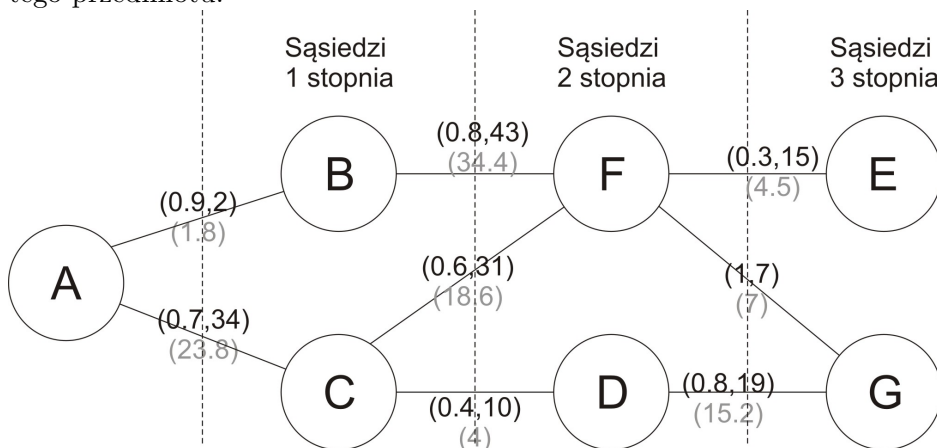 tego przedmiotu.
Sąsiedzi
1 stopnia
Sąsiedzi
2 stopnia
Sąsiedzi
3 stopnia
(0.8,43)
(34.4)
(0.3,15)
(4.5)
B
F
E
(0.9,2)
(1.8)
A
(0.6,31)
(18.6)
(1,7)
(7)
(0.7,34)
(23.8)
C
D
G
(0.4,10)
(4)
(0.8,19)
(15.2)